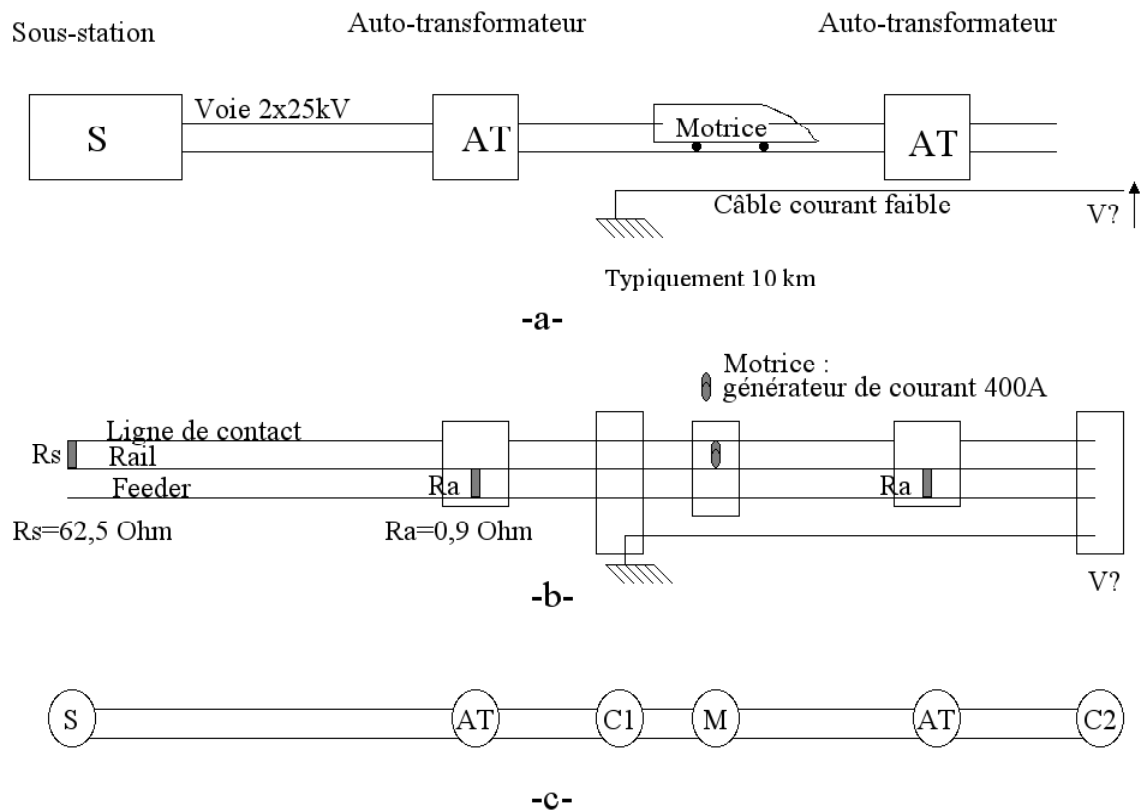 Sous-station
Auto-transformateur
Auto-transformateur
Voie 2x25kV
S
AT
Motrice
AT
Câble courant faible
V?
Typiquement 10 km
-a-
Motrice :
générateur de courant 400A
Ligne de contact
Rs
Rail
Ra
Ra
Feeder
Rs=62,5 Ohm
Ra=0,9 Ohm
V?
-b-
S
AT
C1
M
AT
C2
-c-